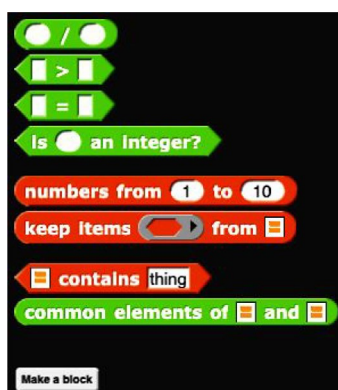 /
>
=
is an integer?
numbers from 1 to 10
keep items from
contains thing
common elements of and
Make a block